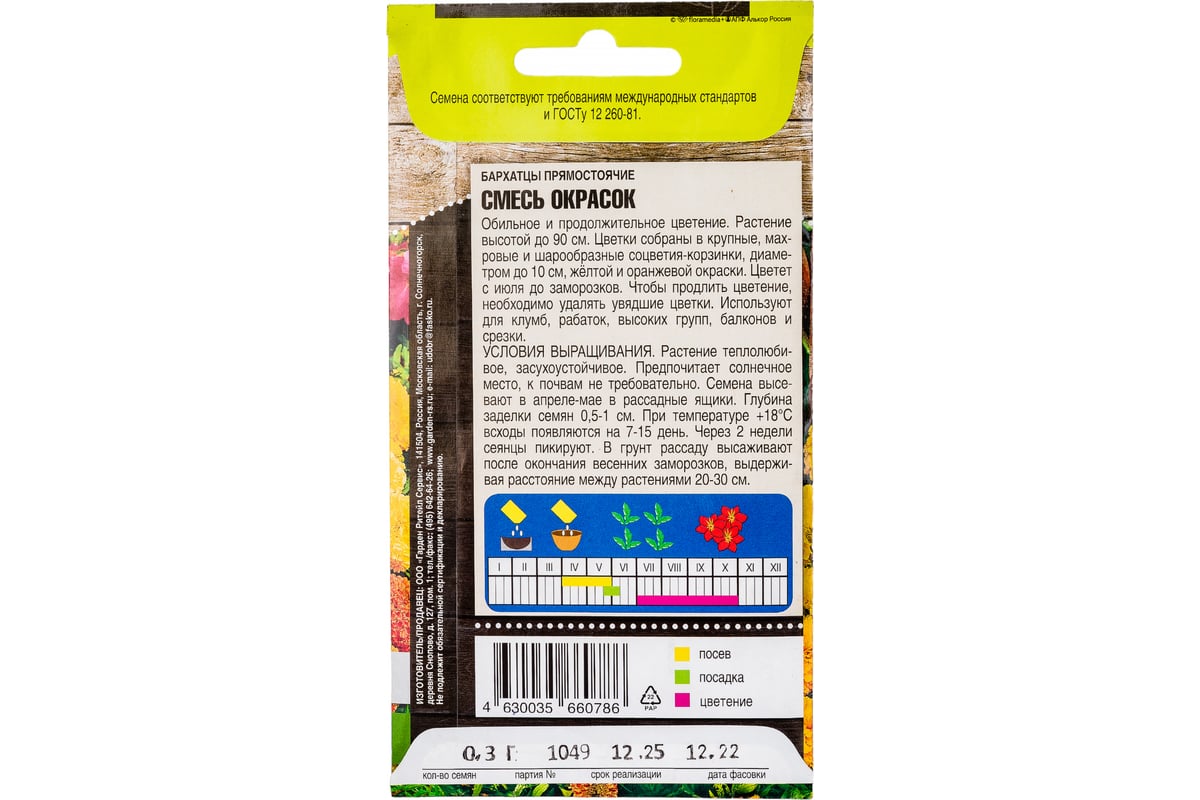 © floramedia+ АПФ Алькор Россия
Семена соответствуют требованиям международных стандартов
и ГОСТу 12 260-81.
БАРХАТЦЫ ПРЯМОСТОЯЧИЕ
СМЕСЬ ОКРАСОК
Обильное и продолжительное цветение. Растение
высотой до 90 см. Цветки собраны в крупные, мах-
ровые и шарообразные соцветия-корзинки, диаме-
тром до 10 см, жёлтой и оранжевой окраски. Цветет
с июля до заморозков. Чтобы продлить цветение,
необходимо удалять увядшие цветки. Используют
для клумб, рабаток, высоких групп, балконов и
срезки.
УСЛОВИЯ ВЫРАЩИВАНИЯ. Растение теплолюби-
вое, засухоустойчивое. Предпочитает солнечное
место, к почвам не требовательно. Семена высе-
вают в апреле-мае в рассадные ящики. Глубина
заделки семян 0,5-1 см. При температуре +18°С
всходы появляются на 7-15 день. Через 2 недели
сеянцы пикируют. В грунт рассаду высаживают
после окончания весенних заморозков, выдержи-
вая расстояние между растениями 20-30 см.
I II III IV V VI VII VIII IX X XI XII
ИЗГОТОВИТЕЛЬ/ПРОДАВЕЦ: ООО «Гарден Ритейл Сервис», 141504, Россия, Московская область, г. Солнечногорск,
деревня Снопово, д. 127, пом. 1; тел./факс: (495) 642-64-26; www.garden-rs.ru; e-mail: udobr@fasko.ru.
Не подлежит обязательной сертификации и декларированию.
посев
посадка
цветение
22
PAP
4 630035 660786
0.3 Г 1049 12.25 12.22
кол-во семян партия № срок реализации дата фасовки